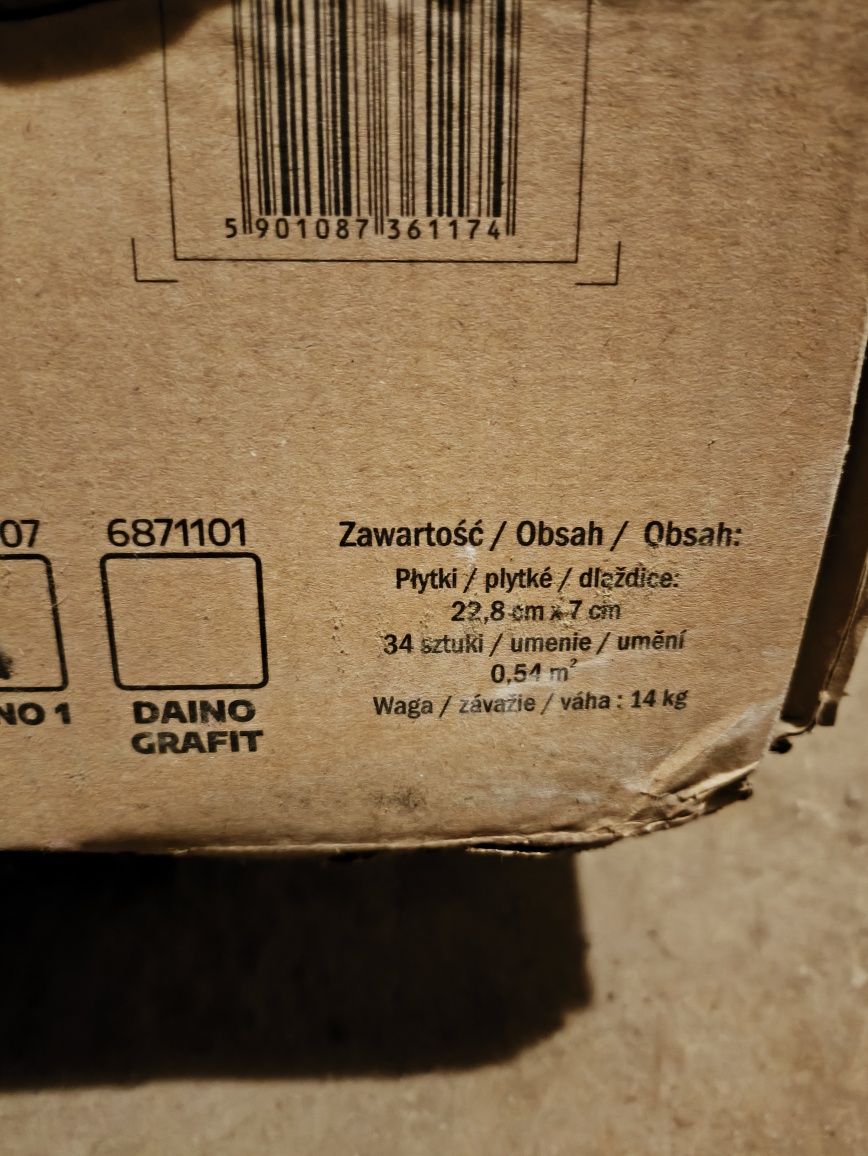 5 901087 361174
07
6871101
NO 1
DAINO
GRAFIT
Zawartość / Obsah / Obsah:
Płytki / plytké / dlaždice:
22,8 cm x 7 cm
34 sztuki / umenie / umění
0,54 m²
Waga / závažie / váha : 14 kg